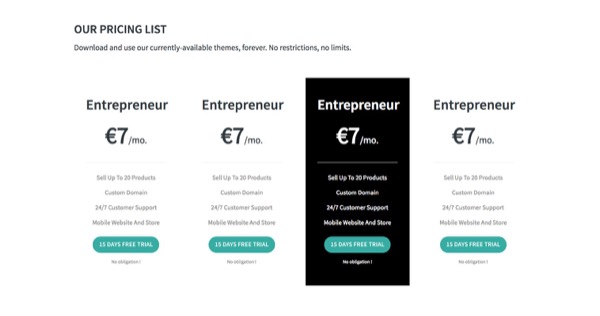 OUR PRICING LIST
Download and use our currently-available themes, forever. No restrictions, no limits.
Entrepreneur
€7/mo.
Sell Up To 20 Products
Custom Domain
24/7 Customer Support
Mobile Website And Store
15 DAYS FREE TRIAL
No obligation !
Entrepreneur
€7/mo.
Sell Up To 20 Products
Custom Domain
24/7 Customer Support
Mobile Website And Store
15 DAYS FREE TRIAL
No obligation !
Entrepreneur
€7/mo.
Sell Up To 20 Products
Custom Domain
24/7 Customer Support
Mobile Website And Store
15 DAYS FREE TRIAL
No obligation !
Entrepreneur
€7/mo.
Sell Up To 20 Products
Custom Domain
24/7 Customer Support
Mobile Website And Store
15 DAYS FREE TRIAL
No obligation !